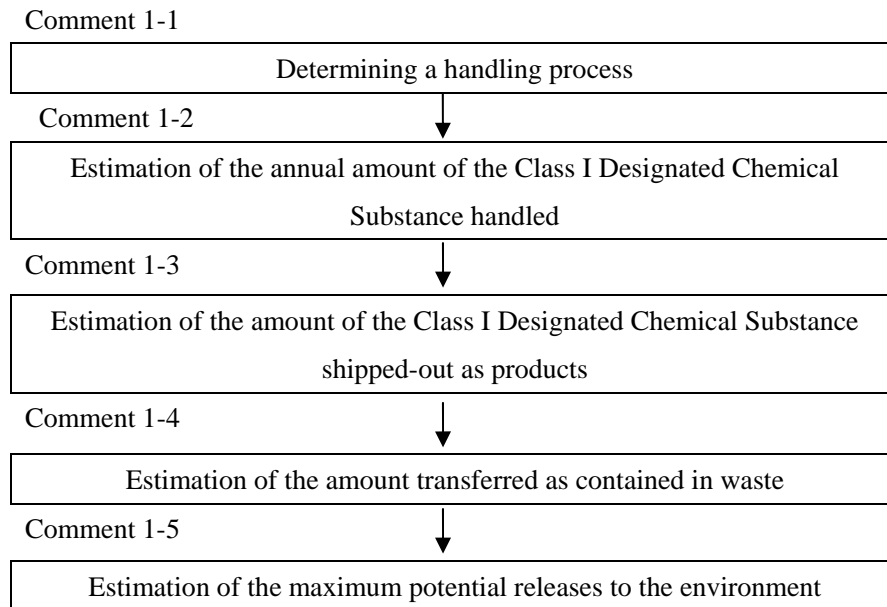 Comment 1-1
Determining a handling process
Comment 1-2
Estimation of the annual amount of the Class I Designated Chemical
Substance handled
Comment 1-3
Estimation of the amount of the Class I Designated Chemical Substance
shipped-out as products
Comment 1-4
Estimation of the amount transferred as contained in waste
Comment 1-5
Estimation of the maximum potential releases to the environment